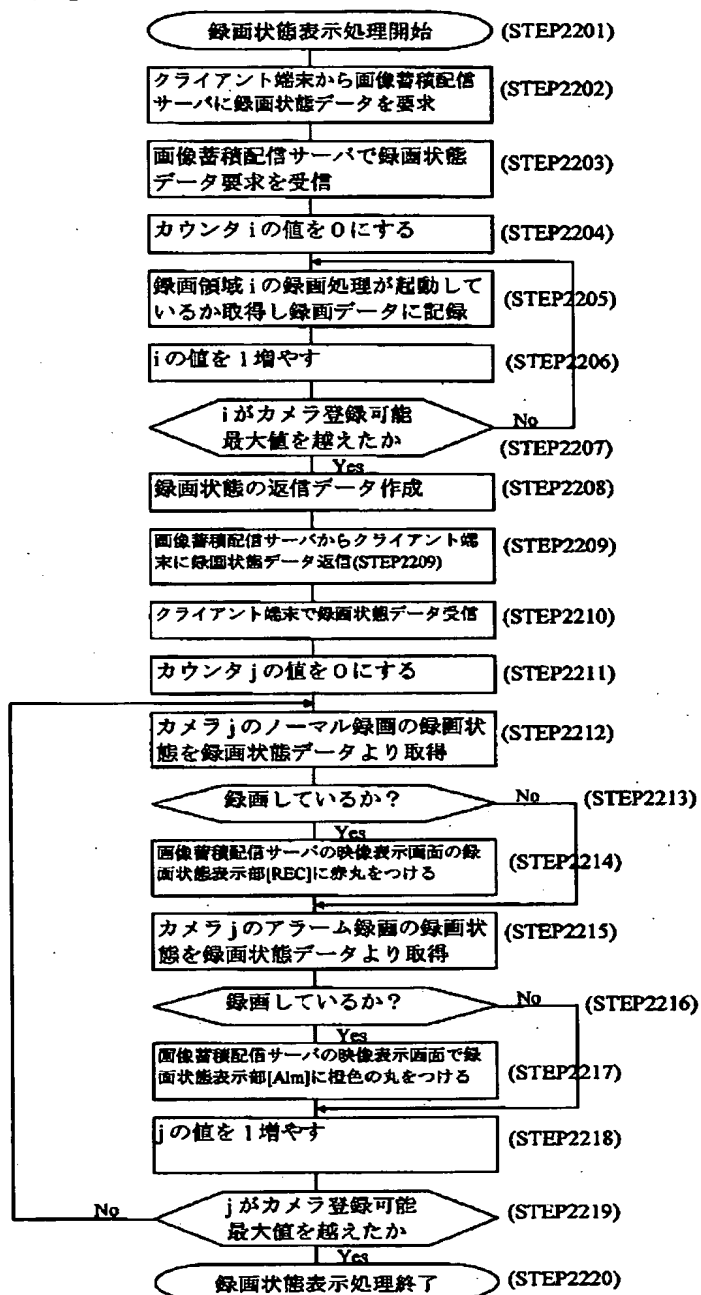 録画状態表示処理開始 (STEP2201)
クライアント端末から画像蓄積配信
サーバに録画状態データを要求
(STEP2202)
画像蓄積配信サーバで録画状態
データ要求を受信
(STEP2203)
カウンタiの値を0にする (STEP2204)
録画領域iの録画処理が起動して
いるか取得し録画データに記録
(STEP2205)
iの値を1増やす (STEP2206)
iがカメラ登録可能
最大値を越えたか
No
(STEP2207)
Yes
録画状態の返信データ作成 (STEP2208)
画像蓄積配信サーバからクライアント端
末に録画状態データ返信(STEP2209)
(STEP2209)
クライアント端末で録画状態データ受信 (STEP2210)
カウンタjの値を0にする (STEP2211)
カメラjのノーマル録画の録画状
態を録画状態データより取得
(STEP2212)
録画しているか？ No (STEP2213)
Yes
画像蓄積配信サーバの映像表示画面の録
画状態表示部[REC]に赤丸をつける
(STEP2214)
カメラjのアラーム録画の録画状
態を録画状態データより取得
(STEP2215)
録画しているか？ No (STEP2216)
Yes
画像蓄積配信サーバの映像表示画面で録
画状態表示部[Alm]に橙色の丸をつける
(STEP2217)
jの値を1増やす (STEP2218)
No
jがカメラ登録可能
最大値を越えたか
(STEP2219)
Yes
録画状態表示処理終了 (STEP2220)